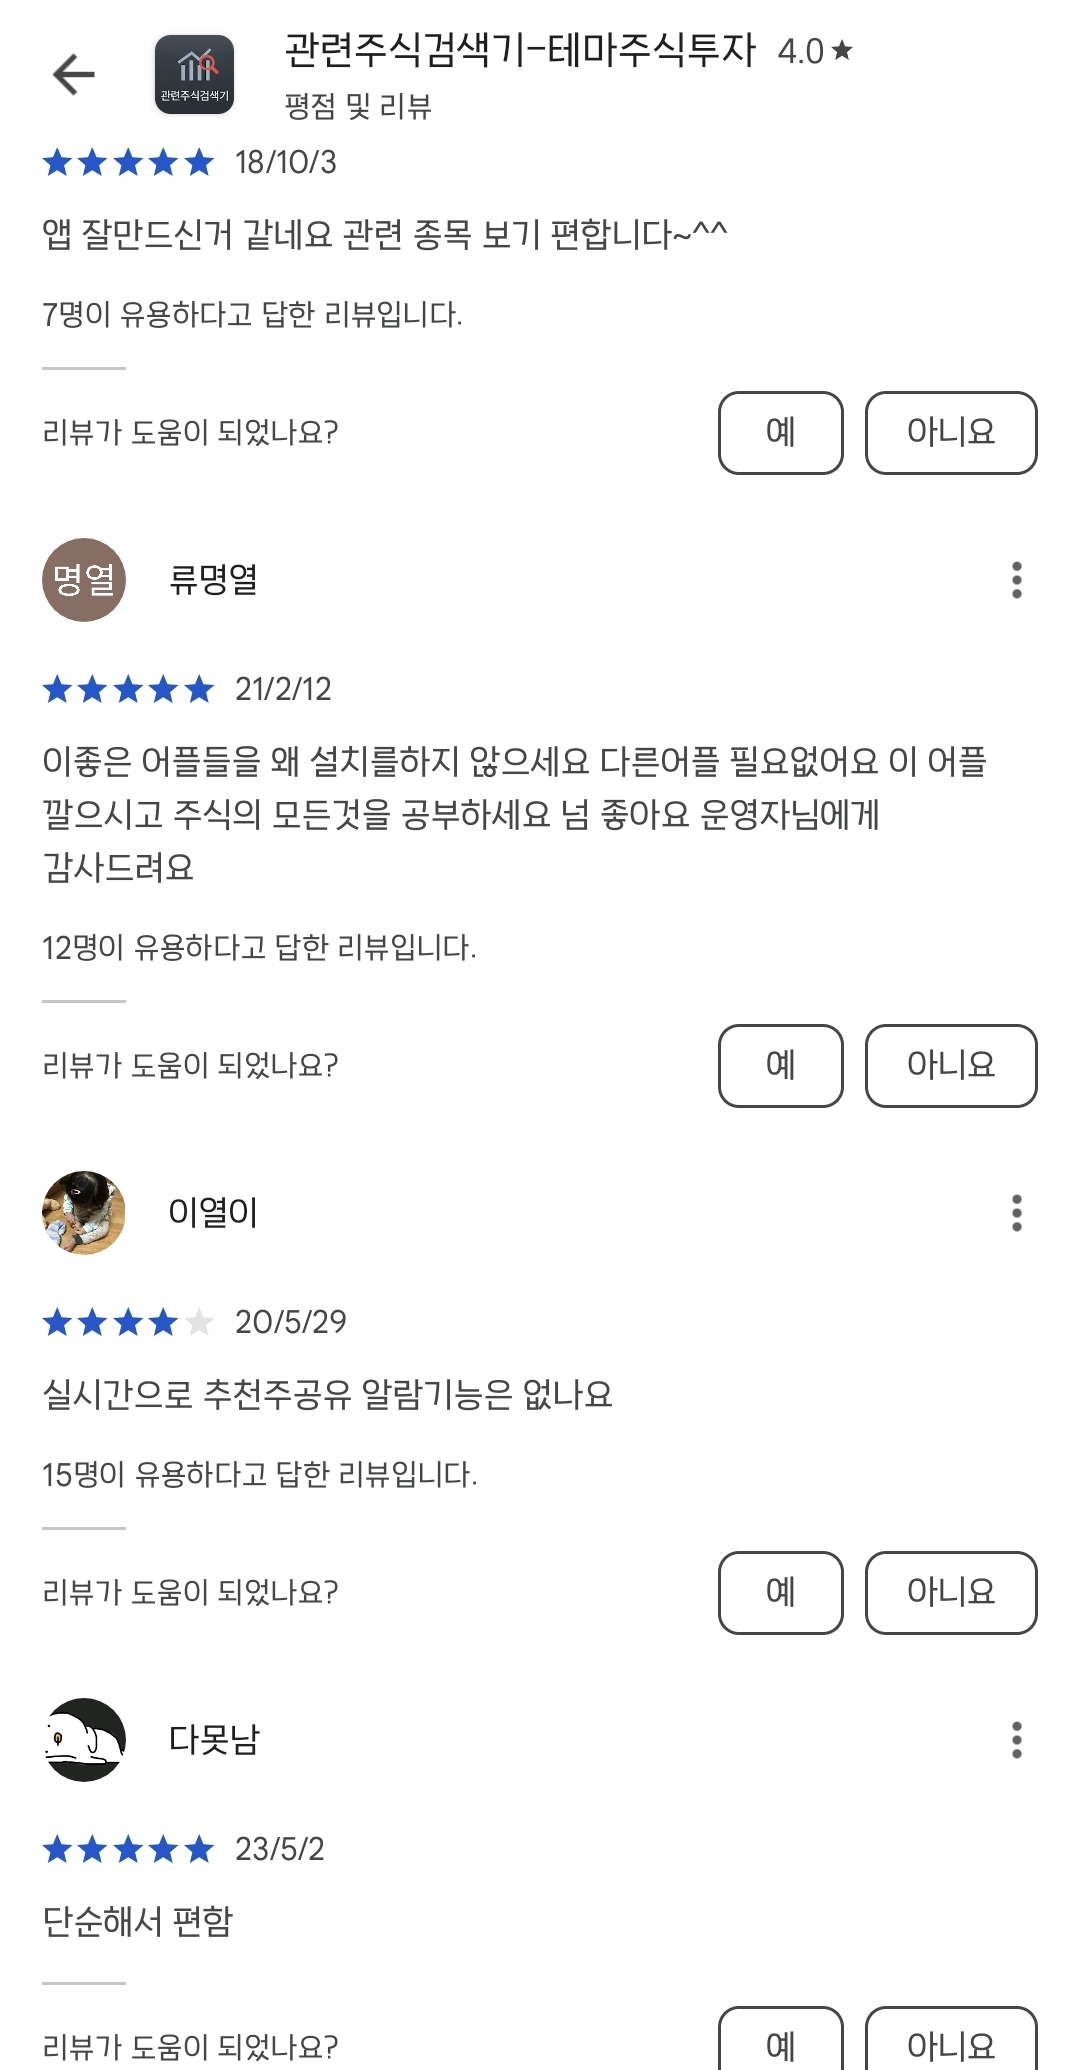 관련주식검색기-테마주식투자 4.0★
관련주식검색기
평점 및 리뷰
18/10/3
앱 잘만드신거 같네요 관련 종목 보기 편합니다~^^
7명이 유용하다고 답한 리뷰입니다.
리뷰가 도움이 되었나요? 예 아니요
명열 류명열
21/2/12
이좋은 어플들을 왜 설치를하지 않으세요 다른어플 필요없어요 이 어플
깔으시고 주식의 모든것을 공부하세요 넘 좋아요 운영자님에게
감사드려요
12명이 유용하다고 답한 리뷰입니다.
리뷰가 도움이 되었나요? 예 아니요
이열이
20/5/29
실시간으로 추천주공유 알람기능은 없나요
15명이 유용하다고 답한 리뷰입니다.
리뷰가 도움이 되었나요? 예 아니요
다못남
23/5/2
단순해서 편함
리뷰가 도움이 되었나요? 예 아니요